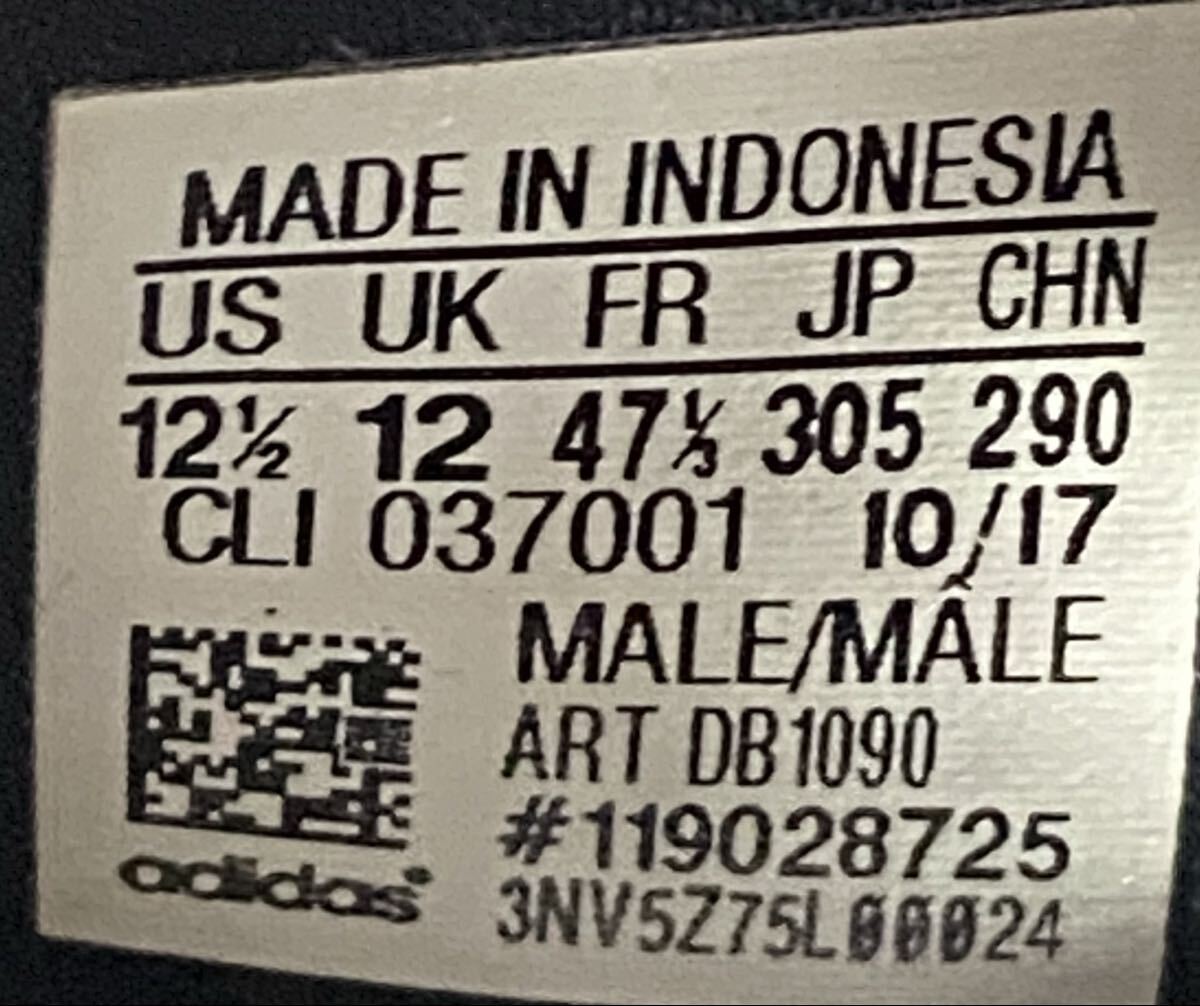 MADE IN INDONESIA
US UK FR JP CHN
12½ 12 47⅓ 305 290
CLI 037001 10/17
MALE/MÂLE
ART DB1090
#119028725
3NV5Z75L00024
adidas